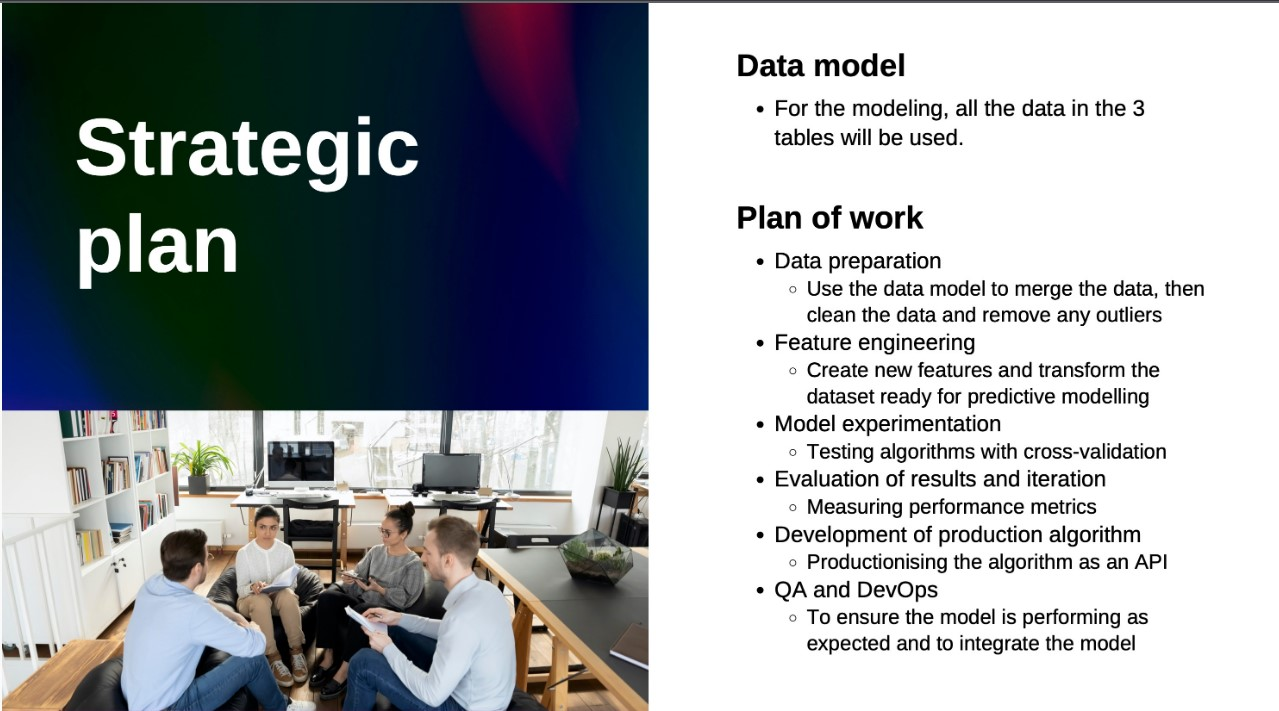 Strategic
plan
Data model
• For the modeling, all the data in the 3
tables will be used.
Plan of work
• Data preparation
◦ Use the data model to merge the data, then
clean the data and remove any outliers
• Feature engineering
◦ Create new features and transform the
dataset ready for predictive modelling
• Model experimentation
◦ Testing algorithms with cross-validation
• Evaluation of results and iteration
◦ Measuring performance metrics
• Development of production algorithm
◦ Productionising the algorithm as an API
• QA and DevOps
◦ To ensure the model is performing as
expected and to integrate the model